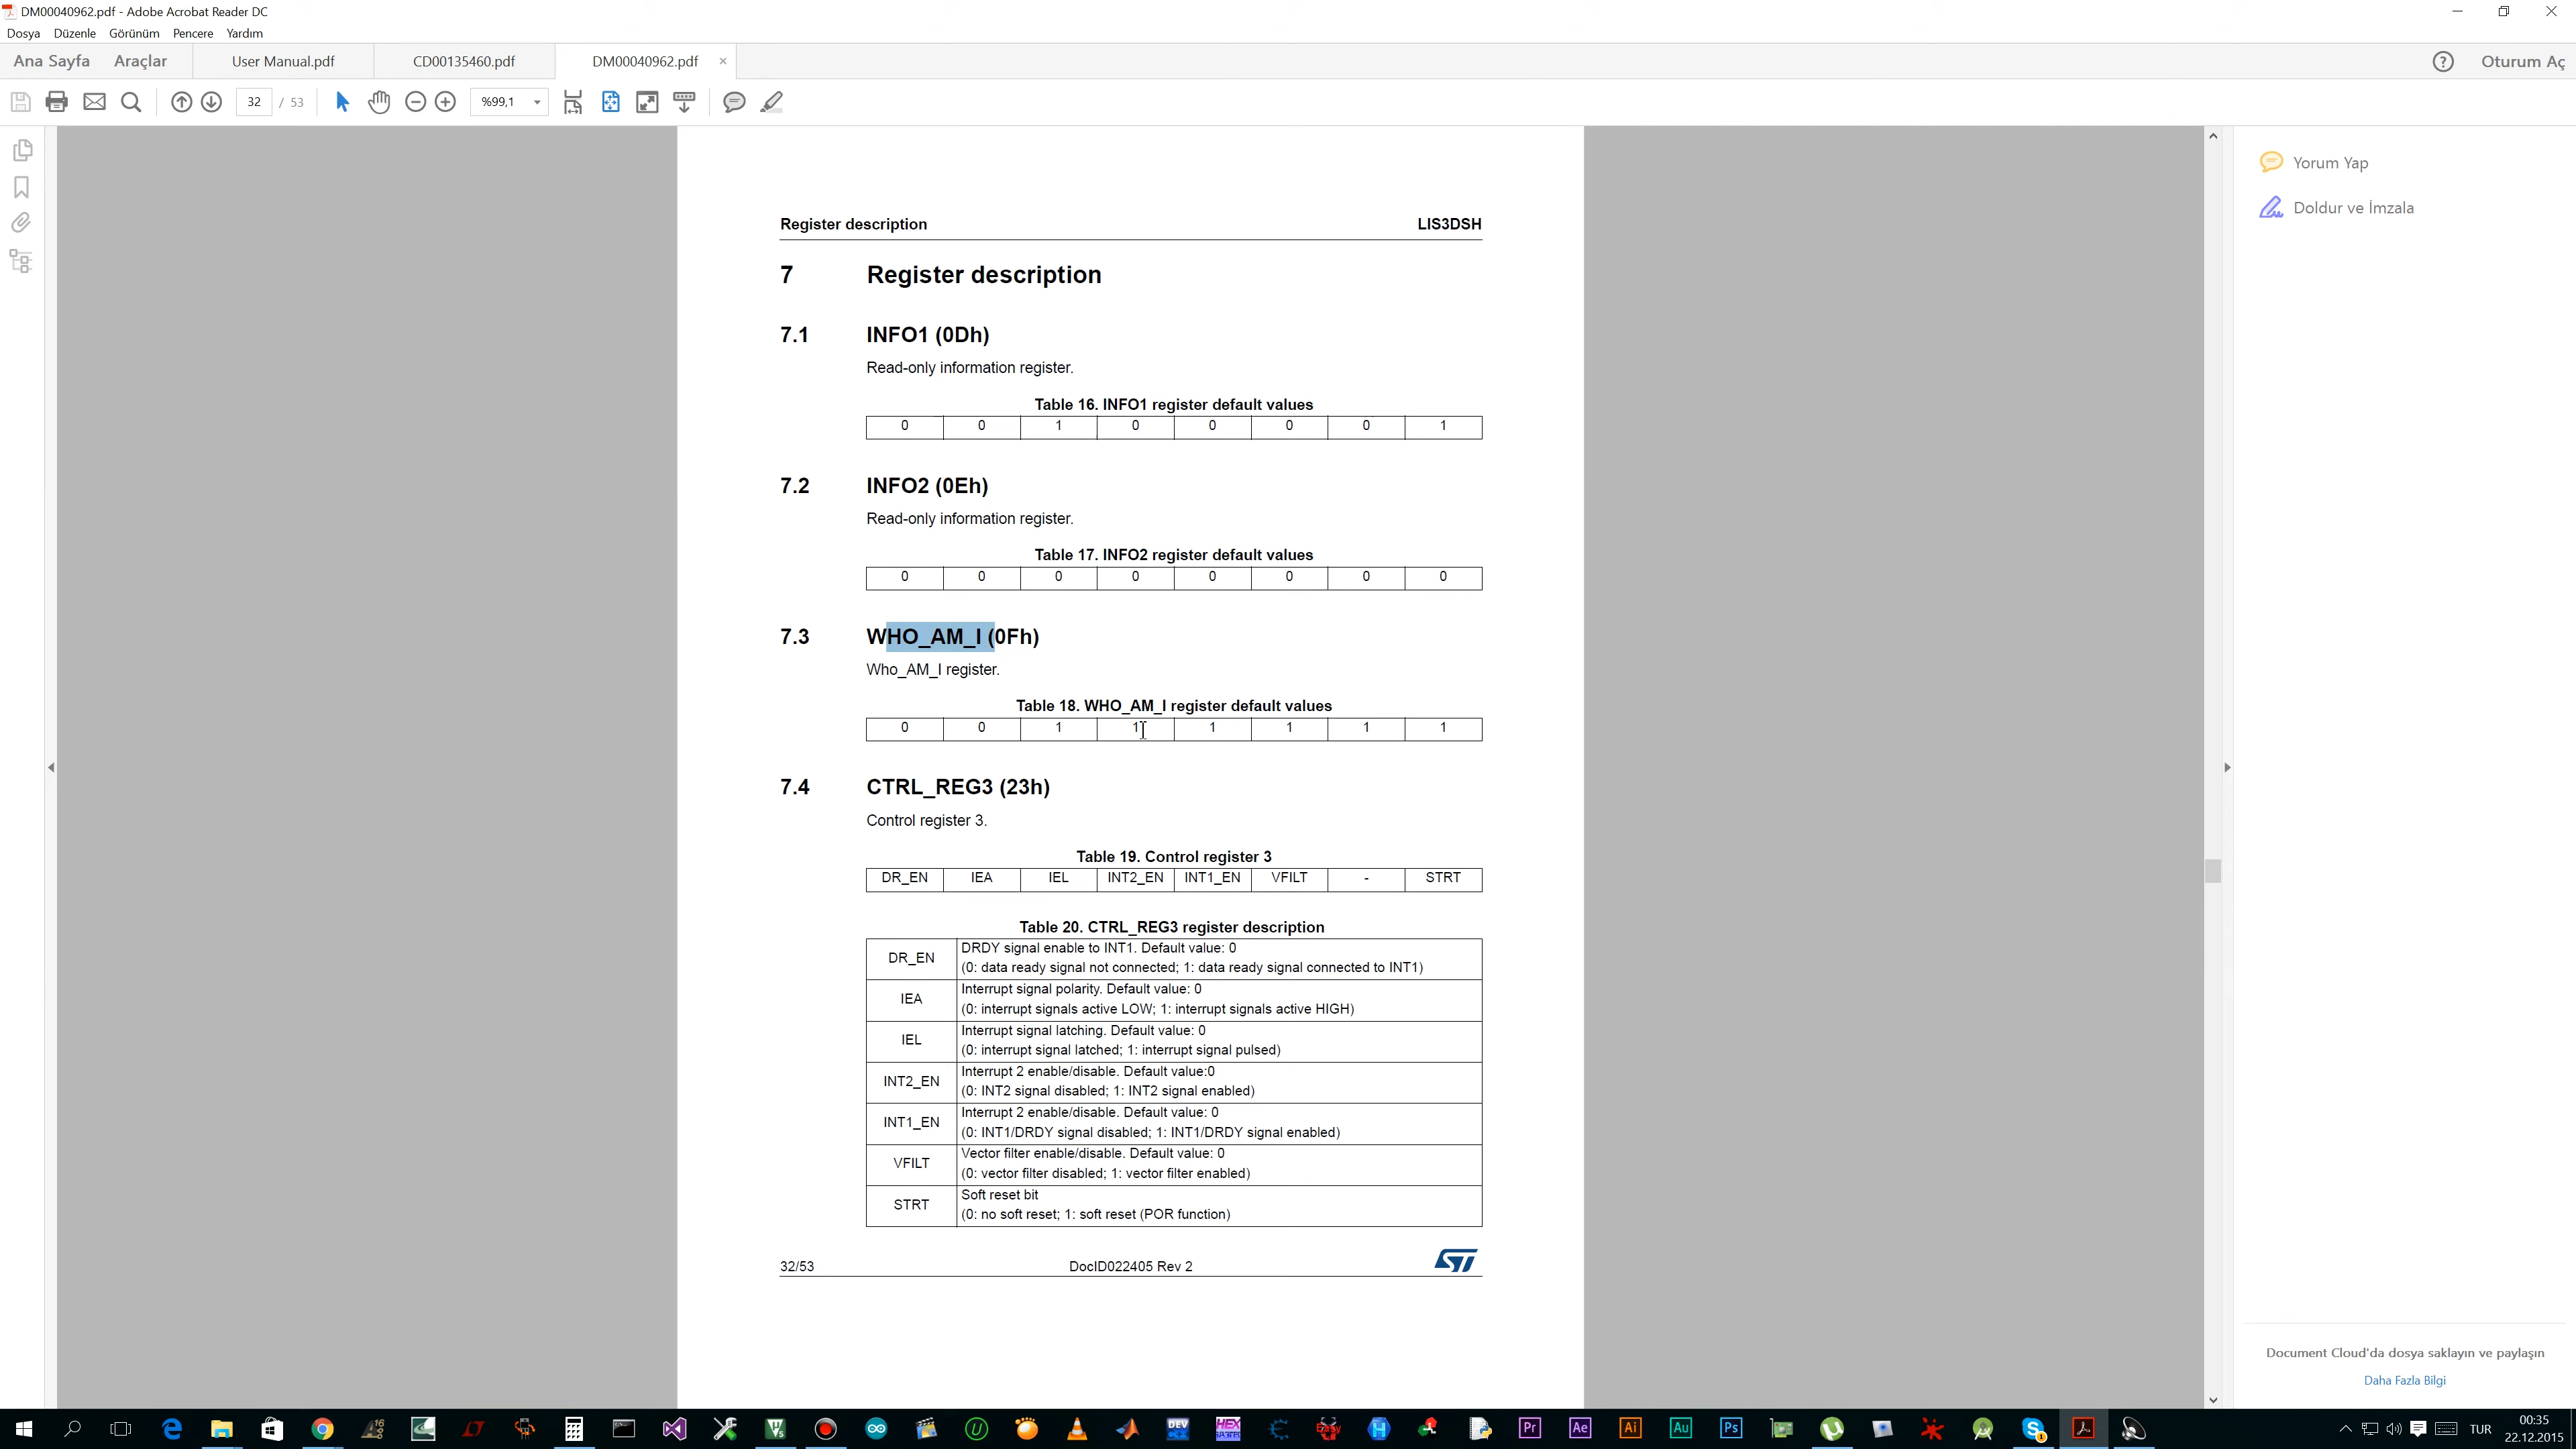 DM00040962.pdf - Adobe Acrobat Reader DC
Dosya Düzenle Görünüm Pencere Yardım
Ana Sayfa Araçlar User Manual.pdf CD00135460.pdf DM00040962.pdf × ? Oturum Aç
32 / 53 %99,1
Yorum Yap
Doldur ve İmzala
Register description LIS3DSH
7 Register description
7.1 INFO1 (0Dh)
Read-only information register.
Table 16. INFO1 register default values
0 0 1 0 0 0 0 1
7.2 INFO2 (0Eh)
Read-only information register.
Table 17. INFO2 register default values
0 0 0 0 0 0 0 0
7.3 WHO_AM_I (0Fh)
Who_AM_I register.
Table 18. WHO_AM_I register default values
0 0 1 1 1 1 1 1
7.4 CTRL_REG3 (23h)
Control register 3.
Table 19. Control register 3
DR_EN IEA IEL INT2_EN INT1_EN VFILT - STRT
Table 20. CTRL_REG3 register description
DR_EN DRDY signal enable to INT1. Default value: 0
(0: data ready signal not connected; 1: data ready signal connected to INT1)
IEA Interrupt signal polarity. Default value: 0
(0: interrupt signals active LOW; 1: interrupt signals active HIGH)
IEL Interrupt signal latching. Default value: 0
(0: interrupt signal latched; 1: interrupt signal pulsed)
INT2_EN Interrupt 2 enable/disable. Default value:0
(0: INT2 signal disabled; 1: INT2 signal enabled)
INT1_EN Interrupt 2 enable/disable. Default value: 0
(0: INT1/DRDY signal disabled; 1: INT1/DRDY signal enabled)
VFILT Vector filter enable/disable. Default value: 0
(0: vector filter disabled; 1: vector filter enabled)
STRT Soft reset bit
(0: no soft reset; 1: soft reset (POR function)
32/53 DocID022405 Rev 2 ST
Document Cloud'da dosya saklayın ve paylaşın
Daha Fazla Bilgi
16 DEV HEX Easy H Pr Ae Ai Au Ps TUR 00:35
22.12.2015